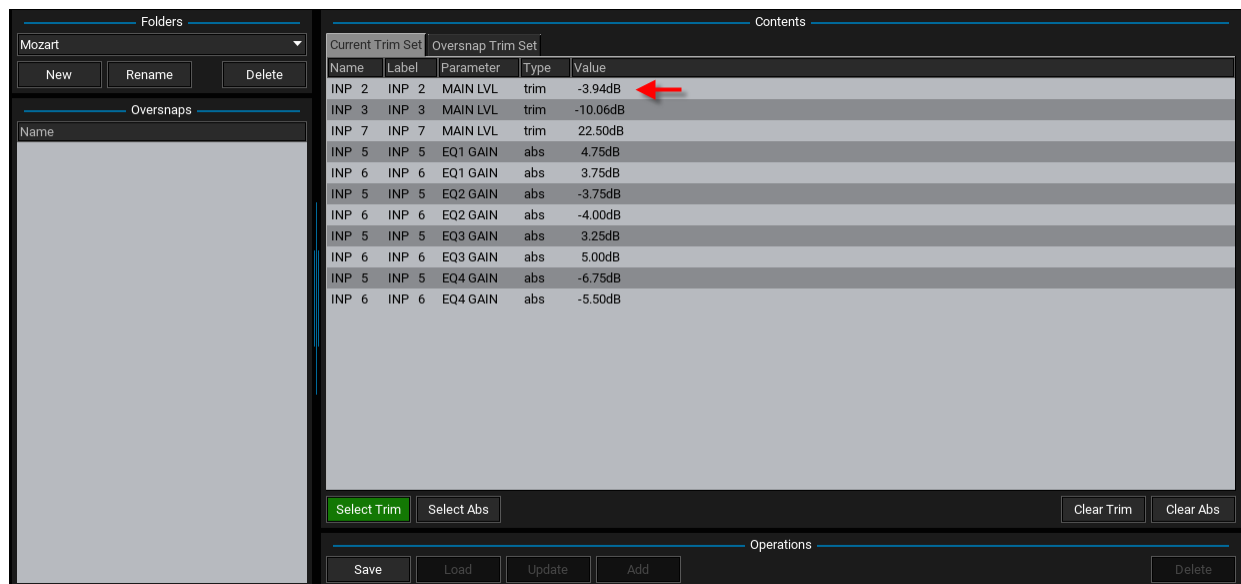 Folders
Mozart
New Rename Delete
Oversnaps
Name
Contents
Current Trim Set Oversnap Trim Set
Name Label Parameter Type Value
INP 2 INP 2 MAIN LVL trim -3.94dB
INP 3 INP 3 MAIN LVL trim -10.06dB
INP 7 INP 7 MAIN LVL trim 22.50dB
INP 5 INP 5 EQ1 GAIN abs 4.75dB
INP 6 INP 6 EQ1 GAIN abs 3.75dB
INP 5 INP 5 EQ2 GAIN abs -3.75dB
INP 6 INP 6 EQ2 GAIN abs -4.00dB
INP 5 INP 5 EQ3 GAIN abs 3.25dB
INP 6 INP 6 EQ3 GAIN abs 5.00dB
INP 5 INP 5 EQ4 GAIN abs -6.75dB
INP 6 INP 6 EQ4 GAIN abs -5.50dB
Select Trim Select Abs Clear Trim Clear Abs
Operations
Save Load Update Add Delete